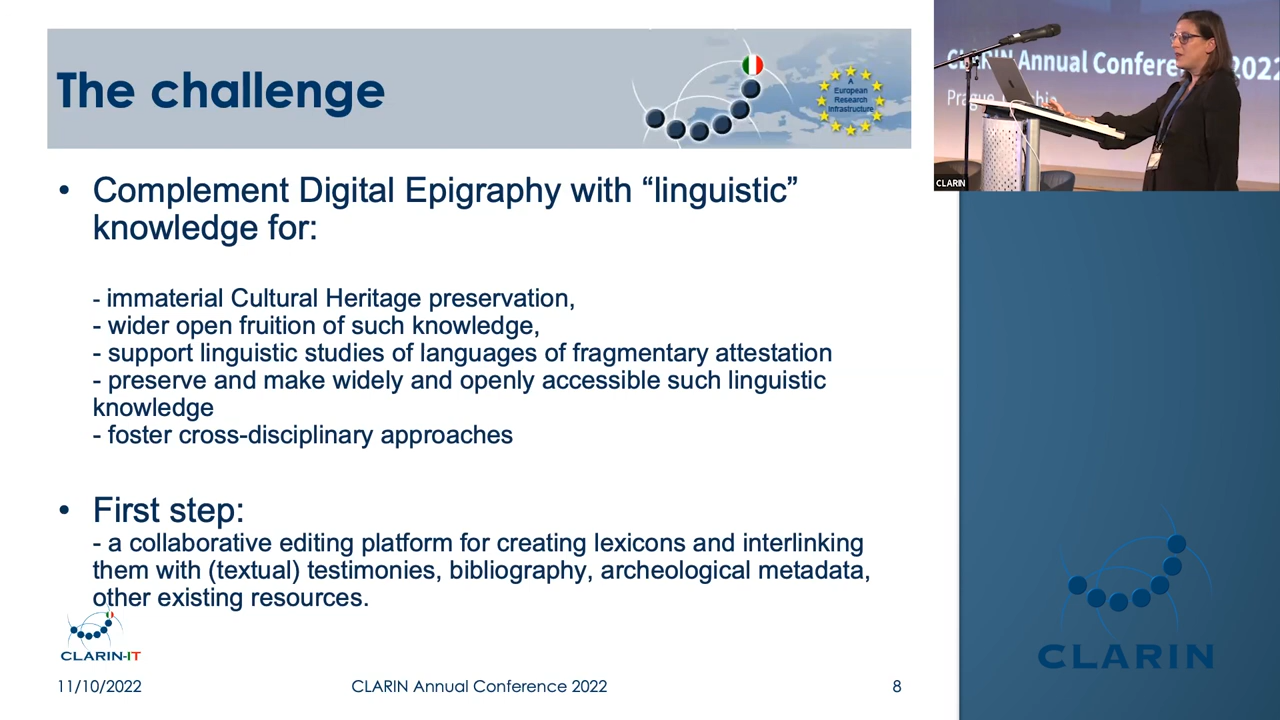 The challenge
A
European
Research
Infrastructure
CLARIN Annual Conference 2022
CLARIN
• Complement Digital Epigraphy with “linguistic”
knowledge for:
- immaterial Cultural Heritage preservation,
- wider open fruition of such knowledge,
- support linguistic studies of languages of fragmentary attestation
- preserve and make widely and openly accessible such linguistic
knowledge
- foster cross-disciplinary approaches
• First step:
- a collaborative editing platform for creating lexicons and interlinking
them with (textual) testimonies, bibliography, archeological metadata,
other existing resources.
CLARIN-IT
11/10/2022
CLARIN Annual Conference 2022
8
CLARIN